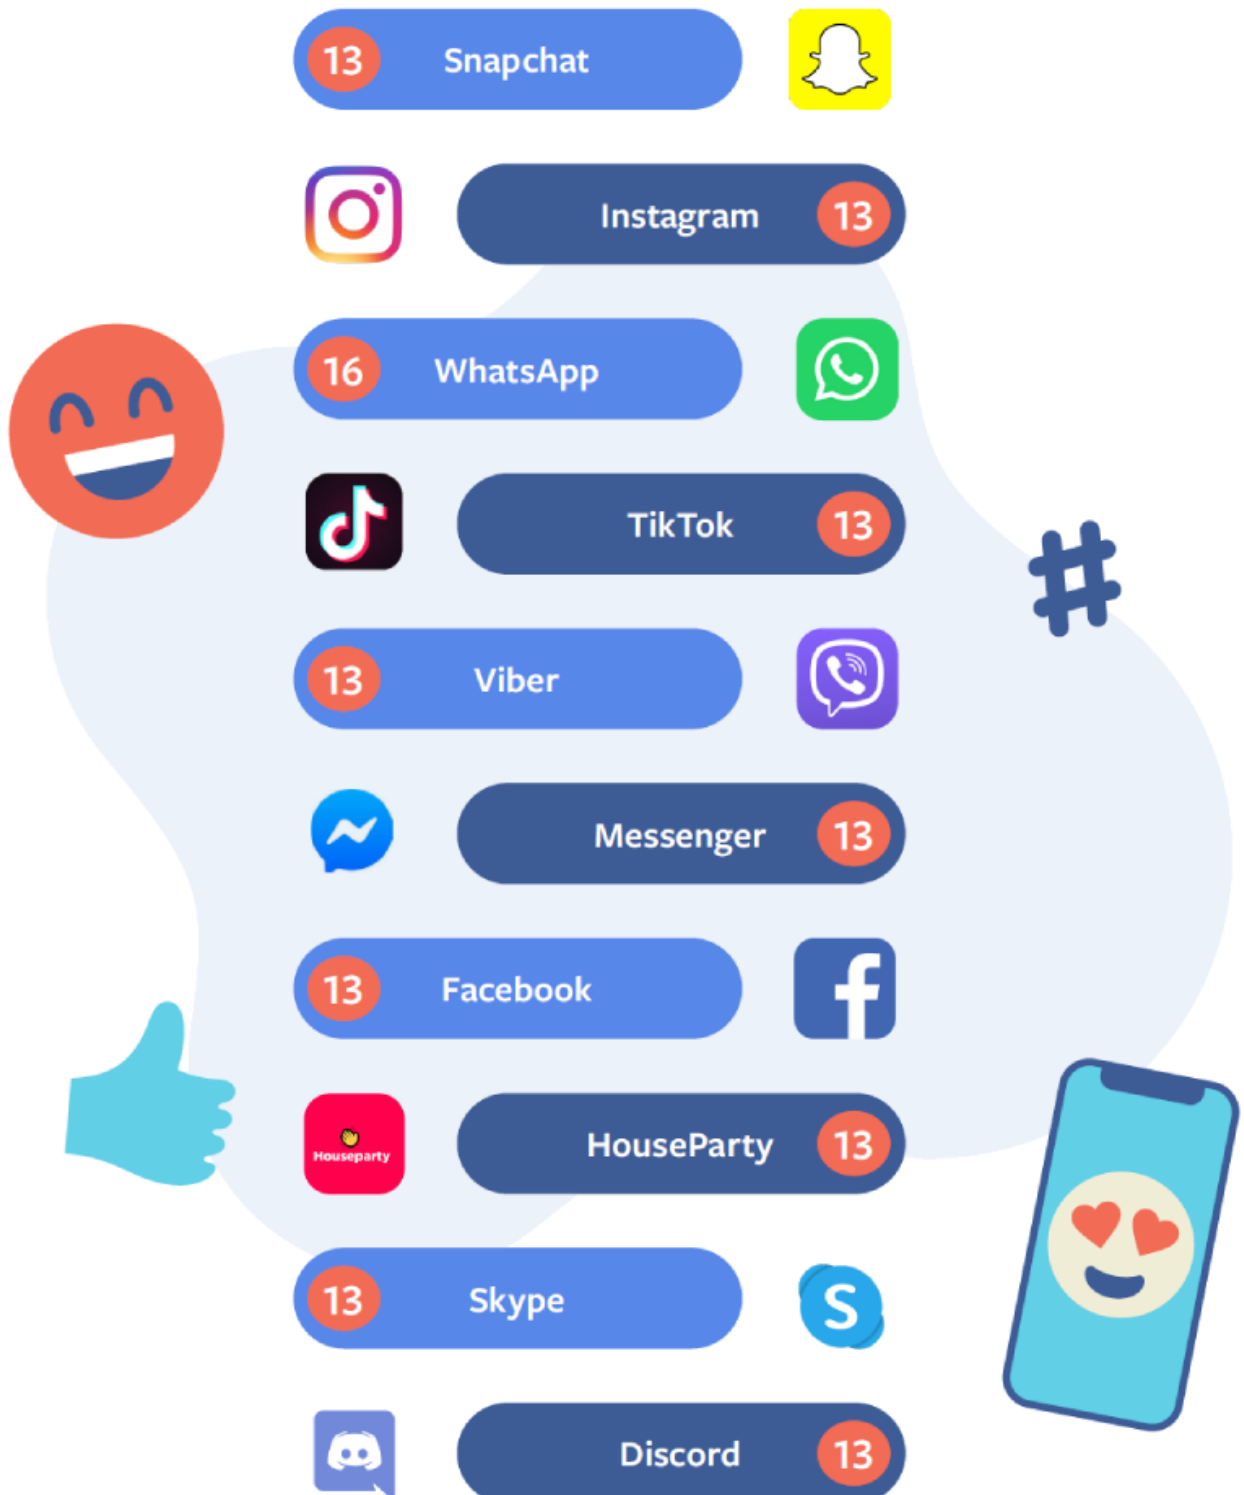 13 Snapchat
Instagram 13
16 WhatsApp
TikTok 13
13 Viber
Messenger 13
13 Facebook
Houseparty
HouseParty 13
13 Skype
Discord 13